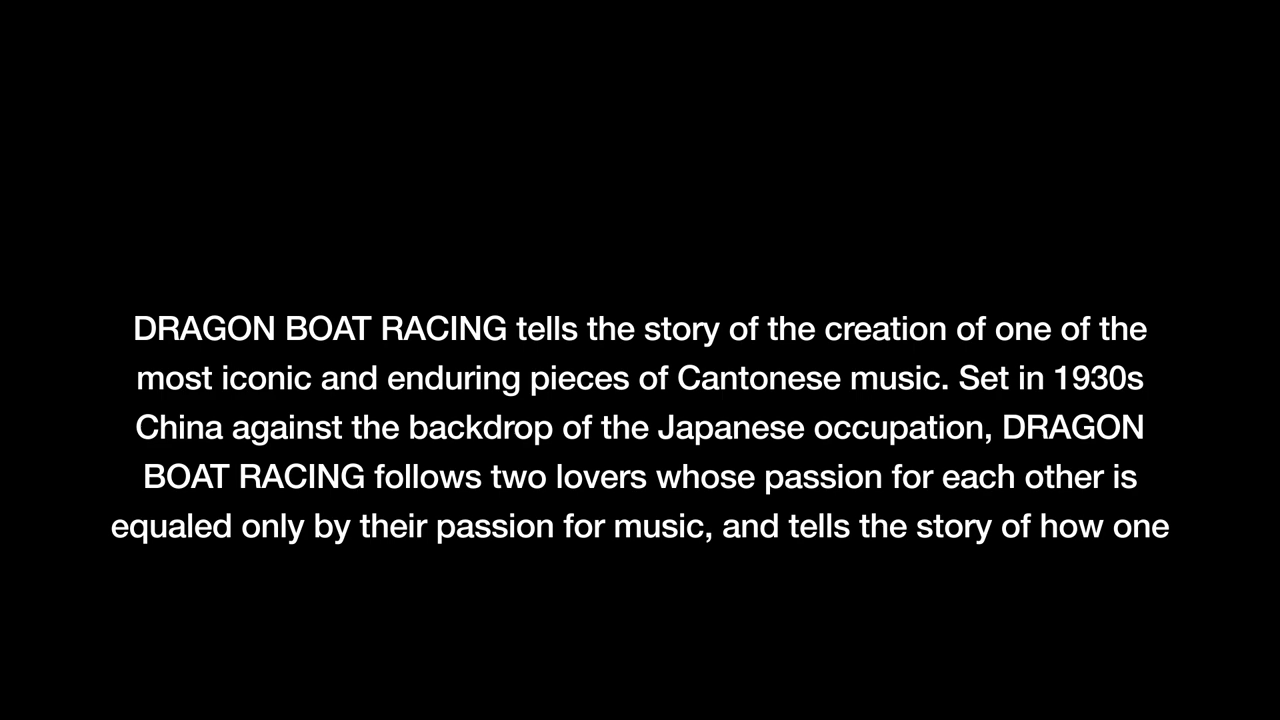 DRAGON BOAT RACING tells the story of the creation of one of the
most iconic and enduring pieces of Cantonese music. Set in 1930s
China against the backdrop of the Japanese occupation, DRAGON
BOAT RACING follows two lovers whose passion for each other is
equaled only by their passion for music, and tells the story of how one